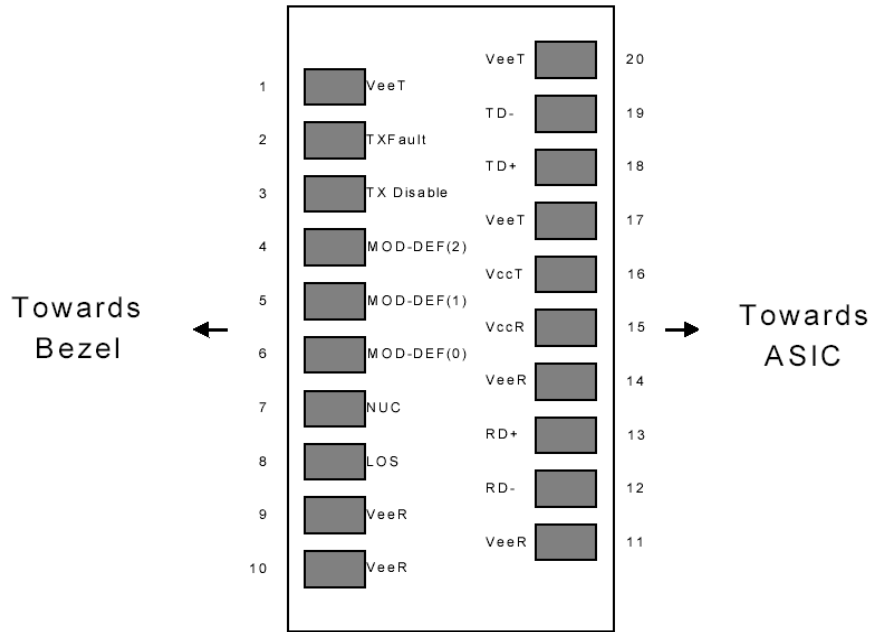 VeeT 20
1 VeeT
TD- 19
2 TXFault
TD+ 18
3 TX Disable
VeeT 17
4 MOD-DEF(2)
VccT 16
5 MOD-DEF(1)
Towards
Bezel
VccR 15
Towards
ASIC
6 MOD-DEF(0)
VeeR 14
7 NUC
RD+ 13
8 LOS
RD- 12
9 VeeR
VeeR 11
10 VeeR